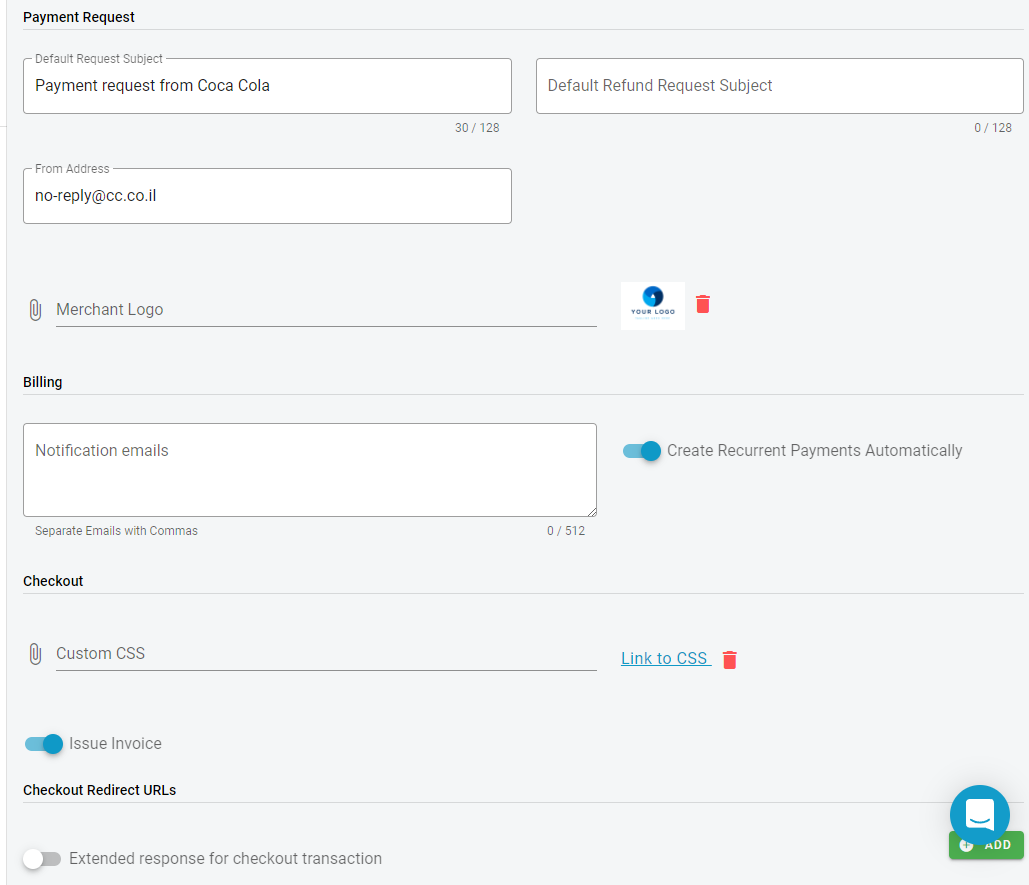 Payment Request
Default Request Subject
Payment request from Coca Cola
Default Refund Request Subject
30 / 128
0 / 128
From Address
no-reply@cc.co.il
Merchant Logo
YOUR LOGO
Billing
Notification emails
Create Recurrent Payments Automatically
Separate Emails with Commas
0 / 512
Checkout
Custom CSS
Link to CSS
Issue Invoice
Checkout Redirect URLs
ADD
Extended response for checkout transaction